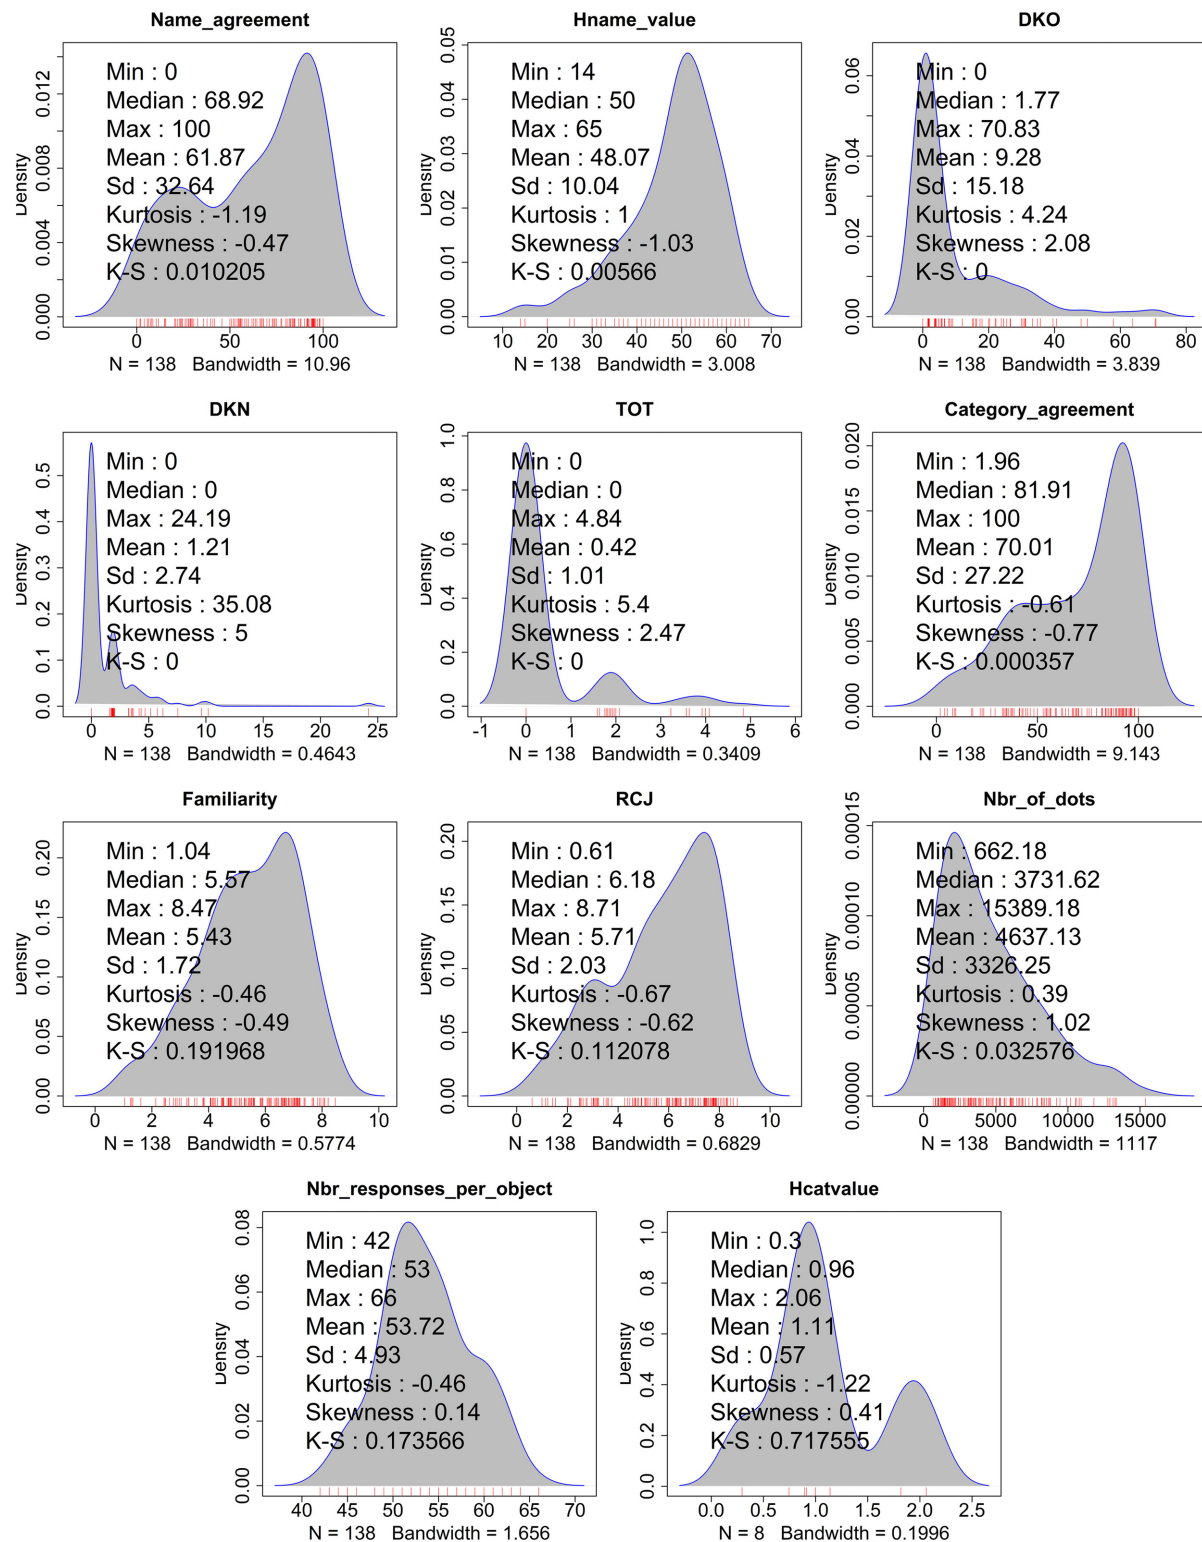 Name_agreement
Density
0.000 0.004 0.008 0.012
Min : 0
Median : 68.92
Max : 100
Mean : 61.87
Sd : 32.64
Kurtosis : -1.19
Skewness : -0.47
K-S : 0.010205
0 50 100
N = 138 Bandwidth = 10.96
Hname_value
Density
0.00 0.01 0.02 0.03 0.04 0.05
Min : 14
Median : 50
Max : 65
Mean : 48.07
Sd : 10.04
Kurtosis : 1
Skewness : -1.03
K-S : 0.00566
10 20 30 40 50 60 70
N = 138 Bandwidth = 3.008
DKO
Density
0.00 0.02 0.04 0.06
Min : 0
Median : 1.77
Max : 70.83
Mean : 9.28
Sd : 15.18
Kurtosis : 4.24
Skewness : 2.08
K-S : 0
0 20 40 60 80
N = 138 Bandwidth = 3.839
DKN
Density
0.0 0.1 0.2 0.3 0.4 0.5
Min : 0
Median : 0
Max : 24.19
Mean : 1.21
Sd : 2.74
Kurtosis : 35.08
Skewness : 5
K-S : 0
0 5 10 15 20 25
N = 138 Bandwidth = 0.4643
TOT
Density
0.0 0.2 0.4 0.6 0.8 1.0
Min : 0
Median : 0
Max : 4.84
Mean : 0.42
Sd : 1.01
Kurtosis : 5.4
Skewness : 2.47
K-S : 0
-1 0 1 2 3 4 5 6
N = 138 Bandwidth = 0.3409
Category_agreement
Density
0.000 0.005 0.010 0.015 0.020
Min : 1.96
Median : 81.91
Max : 100
Mean : 70.01
Sd : 27.22
Kurtosis : -0.61
Skewness : -0.77
K-S : 0.000357
0 50 100
N = 138 Bandwidth = 9.143
Familiarity
Density
0.00 0.05 0.10 0.15 0.20
Min : 1.04
Median : 5.57
Max : 8.47
Mean : 5.43
Sd : 1.72
Kurtosis : -0.46
Skewness : -0.49
K-S : 0.191968
0 2 4 6 8 10
N = 138 Bandwidth = 0.5774
RCJ
Density
0.00 0.05 0.10 0.15 0.20
Min : 0.61
Median : 6.18
Max : 8.71
Mean : 5.71
Sd : 2.03
Kurtosis : -0.67
Skewness : -0.62
K-S : 0.112078
0 2 4 6 8 10
N = 138 Bandwidth = 0.6829
Nbr_of_dots
Density
0.00000 0.00005 0.00010 0.00015
Min : 662.18
Median : 3731.62
Max : 15389.18
Mean : 4637.13
Sd : 3326.25
Kurtosis : 0.39
Skewness : 1.02
K-S : 0.032576
0 5000 10000 15000
N = 138 Bandwidth = 1117
Nbr_responses_per_object
Density
0.00 0.02 0.04 0.06 0.08
Min : 42
Median : 53
Max : 66
Mean : 53.72
Sd : 4.93
Kurtosis : -0.46
Skewness : 0.14
K-S : 0.173566
40 45 50 55 60 65 70
N = 138 Bandwidth = 1.656
Hcatvalue
Density
0.0 0.2 0.4 0.6 0.8 1.0
Min : 0.3
Median : 0.96
Max : 2.06
Mean : 1.11
Sd : 0.57
Kurtosis : -1.22
Skewness : 0.41
K-S : 0.717555
0.0 0.5 1.0 1.5 2.0 2.5
N = 8 Bandwidth = 0.1996